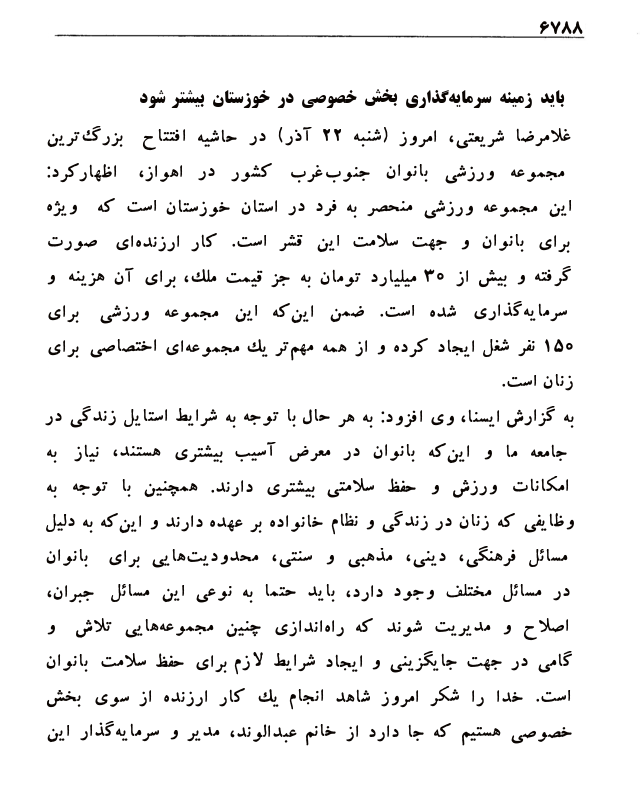 ۶۷۸۸
باید زمینه سرمایه‌گذاری بخش خصوصی در خوزستان بیشتر شود
غلامرضا شریعتی، امروز (شنبه ۲۲ آذر) در حاشیه افتتاح بزرگ‌ترین
مجموعه ورزشی بانوان جنوب‌غرب کشور در اهواز، اظهارکرد:
این مجموعه ورزشی منحصر به فرد در استان خوزستان است که ویژه
برای بانوان و جهت سلامت این قشر است. کار ارزنده‌ای صورت
گرفته و بیش از ۳۰ میلیارد تومان به جز قیمت ملک، برای آن هزینه و
سرمایه‌گذاری شده است. ضمن این‌که این مجموعه ورزشی برای
۱۵۰ نفر شغل ایجاد کرده و از همه مهم‌تر یک مجموعه‌ای اختصاصی برای
زنان است.
به گزارش ایسنا، وی افزود: به هر حال با توجه به شرایط استایل زندگی در
جامعه ما و این‌که بانوان در معرض آسیب بیشتری هستند، نیاز به
امکانات ورزش و حفظ سلامتی بیشتری دارند. همچنین با توجه به
وظایفی که زنان در زندگی و نظام خانواده بر عهده دارند و این‌که به دلیل
مسائل فرهنگی، دینی، مذهبی و سنتی، محدودیت‌هایی برای بانوان
در مسائل مختلف وجود دارد، باید حتما به نوعی این مسائل جبران،
اصلاح و مدیریت شوند که راه‌اندازی چنین مجموعه‌هایی تلاش و
گامی در جهت جایگزینی و ایجاد شرایط لازم برای حفظ سلامت بانوان
است. خدا را شکر امروز شاهد انجام یک کار ارزنده از سوی بخش
خصوصی هستیم که جا دارد از خانم عبدالوند، مدیر و سرمایه‌گذار این